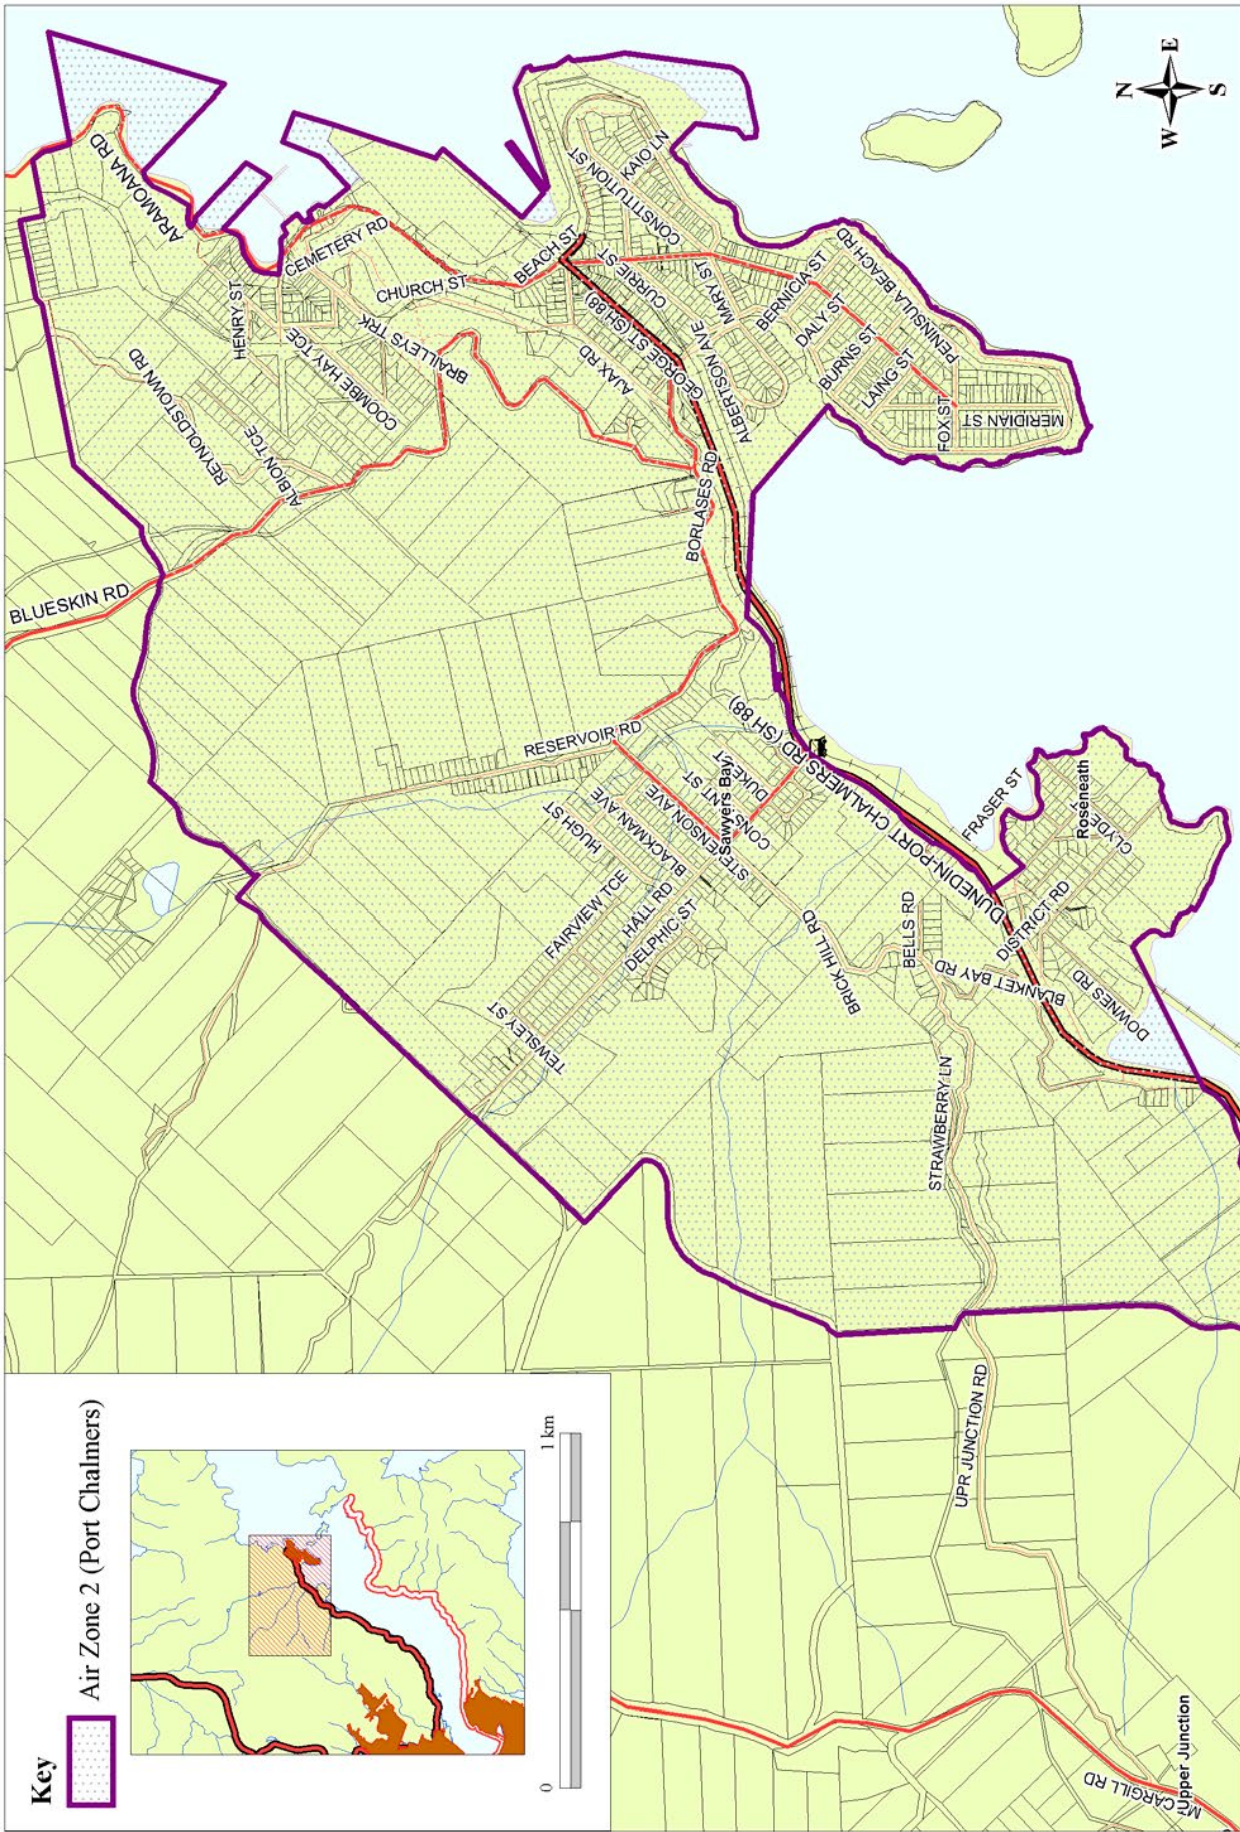 N
W
E
S
ARAMOANA RD
CEMETERY RD
HENRY ST
CHURCH ST
BEACH ST
CONSTITUTION ST
KAIO LN
REYNOLDSTOWN RD
COOMBE HAY TCE
BRAILLEYS TRK
ALBION TCE
AJAX RD
GEORGE ST (SH 88)
CURRIE ST
MARY ST
ALBERTSON AVE
BERNICIA ST
DALY ST
BURNS ST
LAING ST
PENINSULA BEACH RD
FOX ST
MERIDIAN ST
BLUESKIN RD
BORLASES RD
RESERVOIR RD
DUNEDIN-PORT CHALMERS RD (SH 88)
HUGH ST
BLACKMAN AVE
STEVENSON AVE
CONSTANT ST
DUKE ST
Sawyers Bay
FAIRVIEW TCE
HALL RD
DELPHIC ST
TEWSLEY ST
BRICK HILL RD
BELLS RD
BLANKET BAY RD
DISTRICT RD
DOWNES RD
FRASER ST
Roseneath
CLYDE ST
STRAWBERRY LN
UPR JUNCTION RD
MT CARGILL RD
Upper Junction
Key
Air Zone 2 (Port Chalmers)
0
1 km